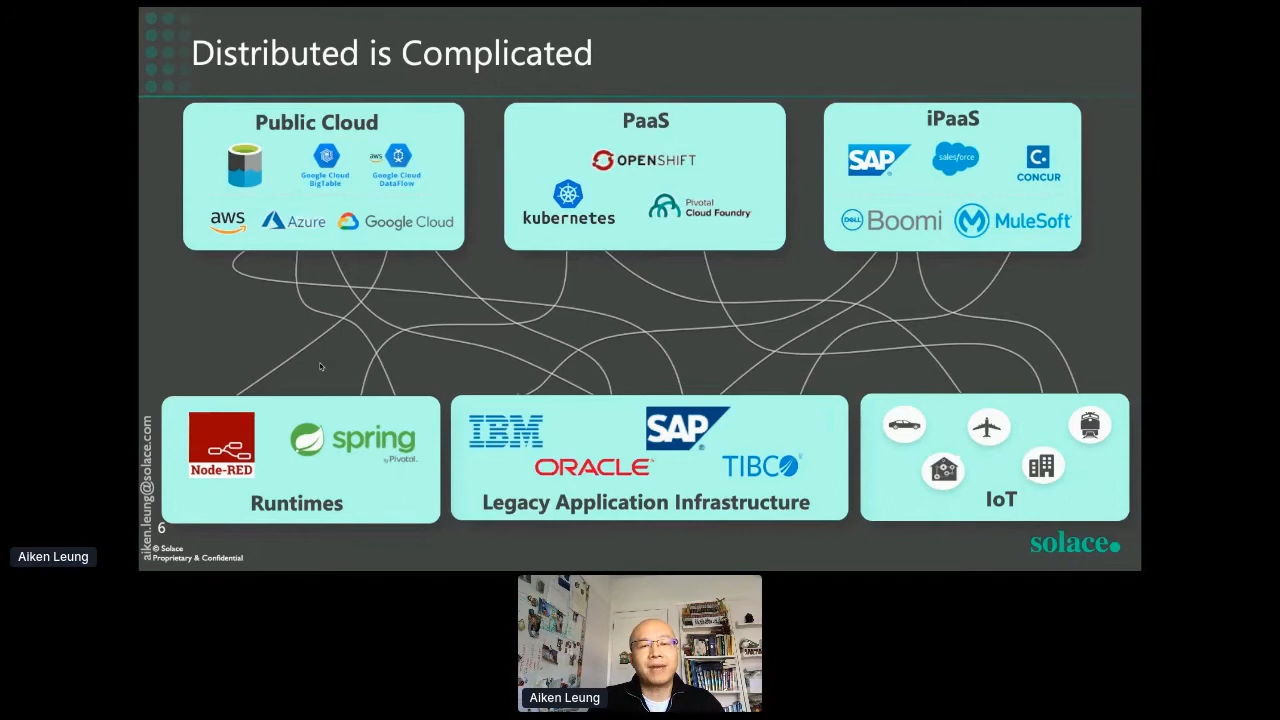 Distributed is Complicated
Public Cloud
Google Cloud
BigTable
aws
Google Cloud
DataFlow
aws
Azure
Google Cloud
PaaS
OPENSHIFT
kubernetes
Pivotal
Cloud Foundry
iPaaS
SAP
salesforce
C.
CONCUR
DELL
Boomi
MuleSoft
Node-RED
spring
by Pivotal
Runtimes
IBM
SAP
ORACLE
TIBCO
Legacy Application Infrastructure
IoT
aiken.leung@solace.com
6
© Solace
Proprietary & Confidential
solace.
Aiken Leung
Aiken Leung